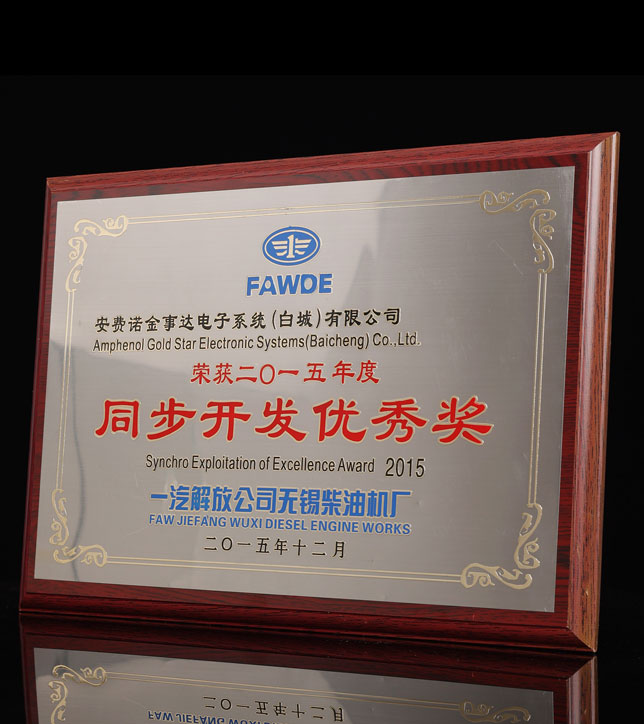 FAWDE
安费诺金事达电子系统(白城)有限公司
Amphenol Gold Star Electronic Systems(Baicheng) Co.,Ltd.
荣获二〇一五年度
同步开发优秀奖
Synchro Exploitation of Excellence Award 2015
一汽解放公司无锡柴油机厂
FAW JIEFANG WUXI DIESEL ENGINE WORKS
二〇一五年十二月